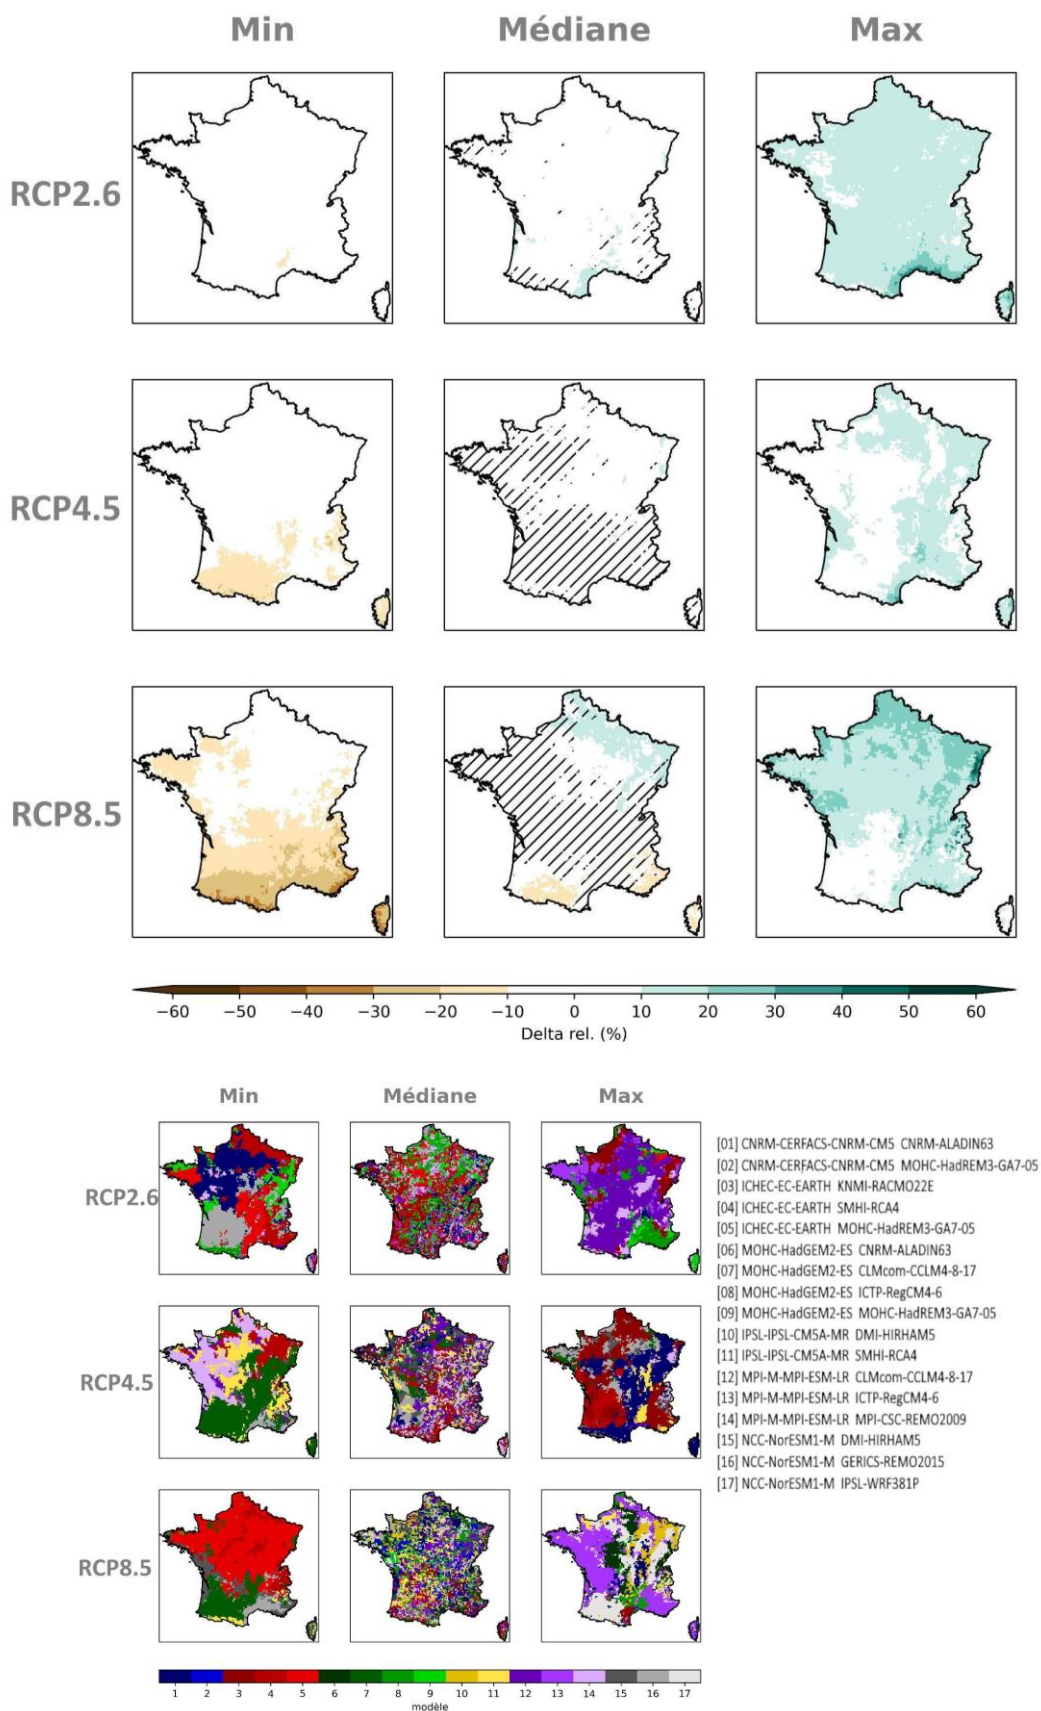 Min Médiane Max
RCP2.6
RCP4.5
RCP8.5
−60 −50 −40 −30 −20 −10 0 10 20 30 40 50 60
Delta rel. (%)
Min Médiane Max
RCP2.6
RCP4.5
RCP8.5
[01] CNRM-CERFACS-CNRM-CM5 CNRM-ALADIN63
[02] CNRM-CERFACS-CNRM-CM5 MOHC-HadREM3-GA7-05
[03] ICHEC-EC-EARTH KNMI-RACMO22E
[04] ICHEC-EC-EARTH SMHI-RCA4
[05] ICHEC-EC-EARTH MOHC-HadREM3-GA7-05
[06] MOHC-HadGEM2-ES CNRM-ALADIN63
[07] MOHC-HadGEM2-ES CLMcom-CCLM4-8-17
[08] MOHC-HadGEM2-ES ICTP-RegCM4-6
[09] MOHC-HadGEM2-ES MOHC-HadREM3-GA7-05
[10] IPSL-IPSL-CM5A-MR DMI-HIRHAM5
[11] IPSL-IPSL-CM5A-MR SMHI-RCA4
[12] MPI-M-MPI-ESM-LR CLMcom-CCLM4-8-17
[13] MPI-M-MPI-ESM-LR ICTP-RegCM4-6
[14] MPI-M-MPI-ESM-LR MPI-CSC-REMO2009
[15] NCC-NorESM1-M DMI-HIRHAM5
[16] NCC-NorESM1-M GERICS-REMO2015
[17] NCC-NorESM1-M IPSL-WRF381P
1 2 3 4 5 6 7 8 9 10 11 12 13 14 15 16 17
modèle